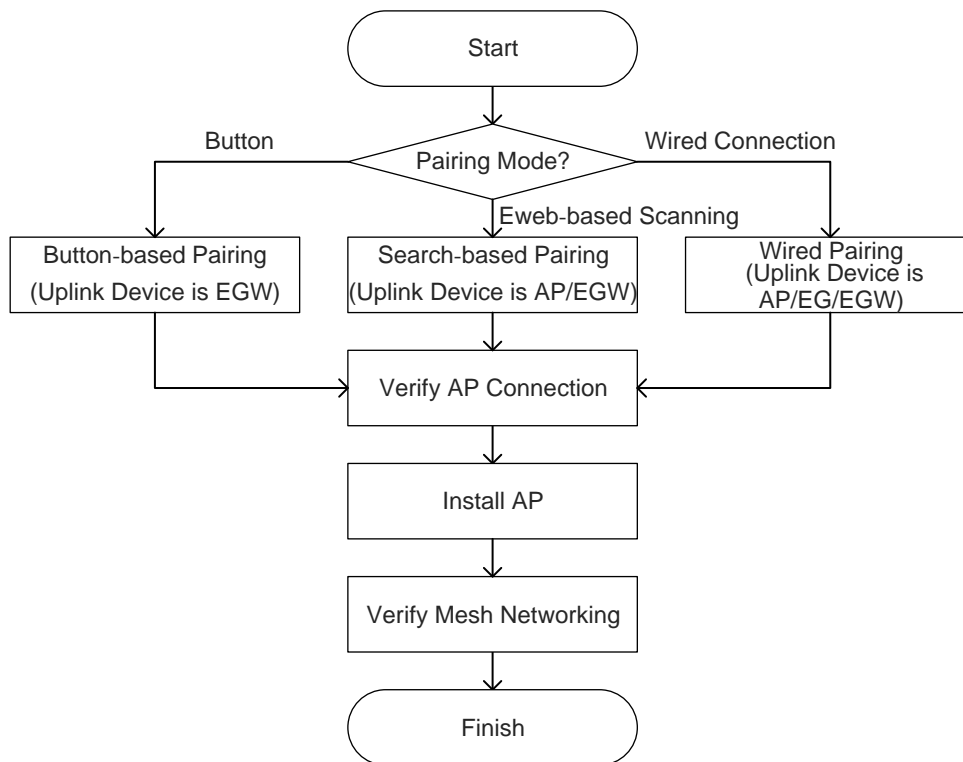 Start
Button
Wired Connection
Pairing Mode?
Eweb-based Scanning
Button-based Pairing
(Uplink Device is EGW)
Search-based Pairing
(Uplink Device is AP/EGW)
Wired Pairing
(Uplink Device is
AP/EG/EGW)
Verify AP Connection
Install AP
Verify Mesh Networking
Finish